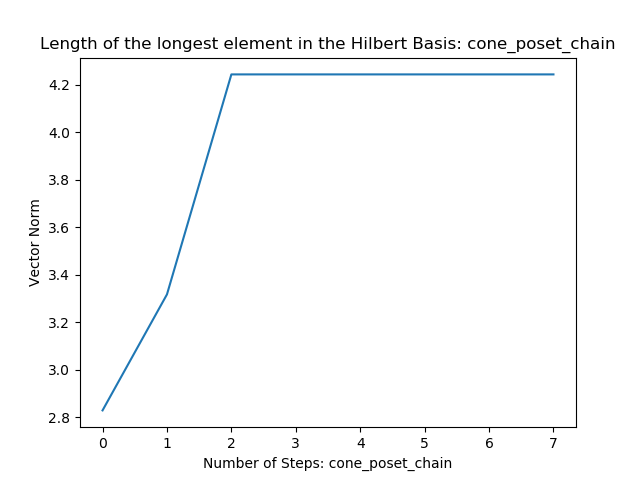 Length of the longest element in the Hilbert Basis: cone_poset_chain
4.2
4.0
3.8
3.6
3.4
3.2
3.0
2.8
Vector Norm
0 1 2 3 4 5 6 7
Number of Steps: cone_poset_chain